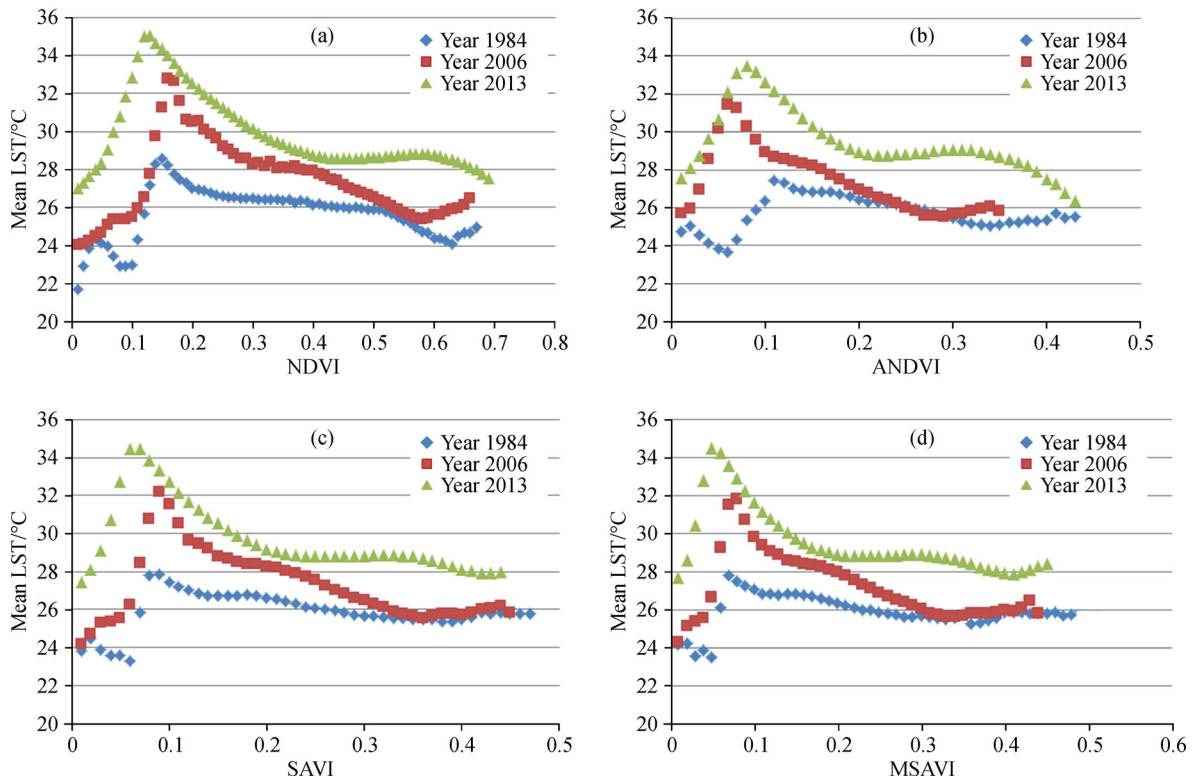 (a)
Mean LST/°C
36
34
32
30
28
26
24
22
20
Year 1984
Year 2006
Year 2013
0 0.1 0.2 0.3 0.4 0.5 0.6 0.7 0.8
NDVI
(b)
Mean LST/°C
36
34
32
30
28
26
24
22
20
Year 1984
Year 2006
Year 2013
0 0.1 0.2 0.3 0.4 0.5
ANDVI
(c)
Mean LST/°C
36
34
32
30
28
26
24
22
20
Year 1984
Year 2006
Year 2013
0 0.1 0.2 0.3 0.4 0.5
SAVI
(d)
Mean LST/°C
36
34
32
30
28
26
24
22
20
Year 1984
Year 2006
Year 2013
0 0.1 0.2 0.3 0.4 0.5 0.6
MSAVI